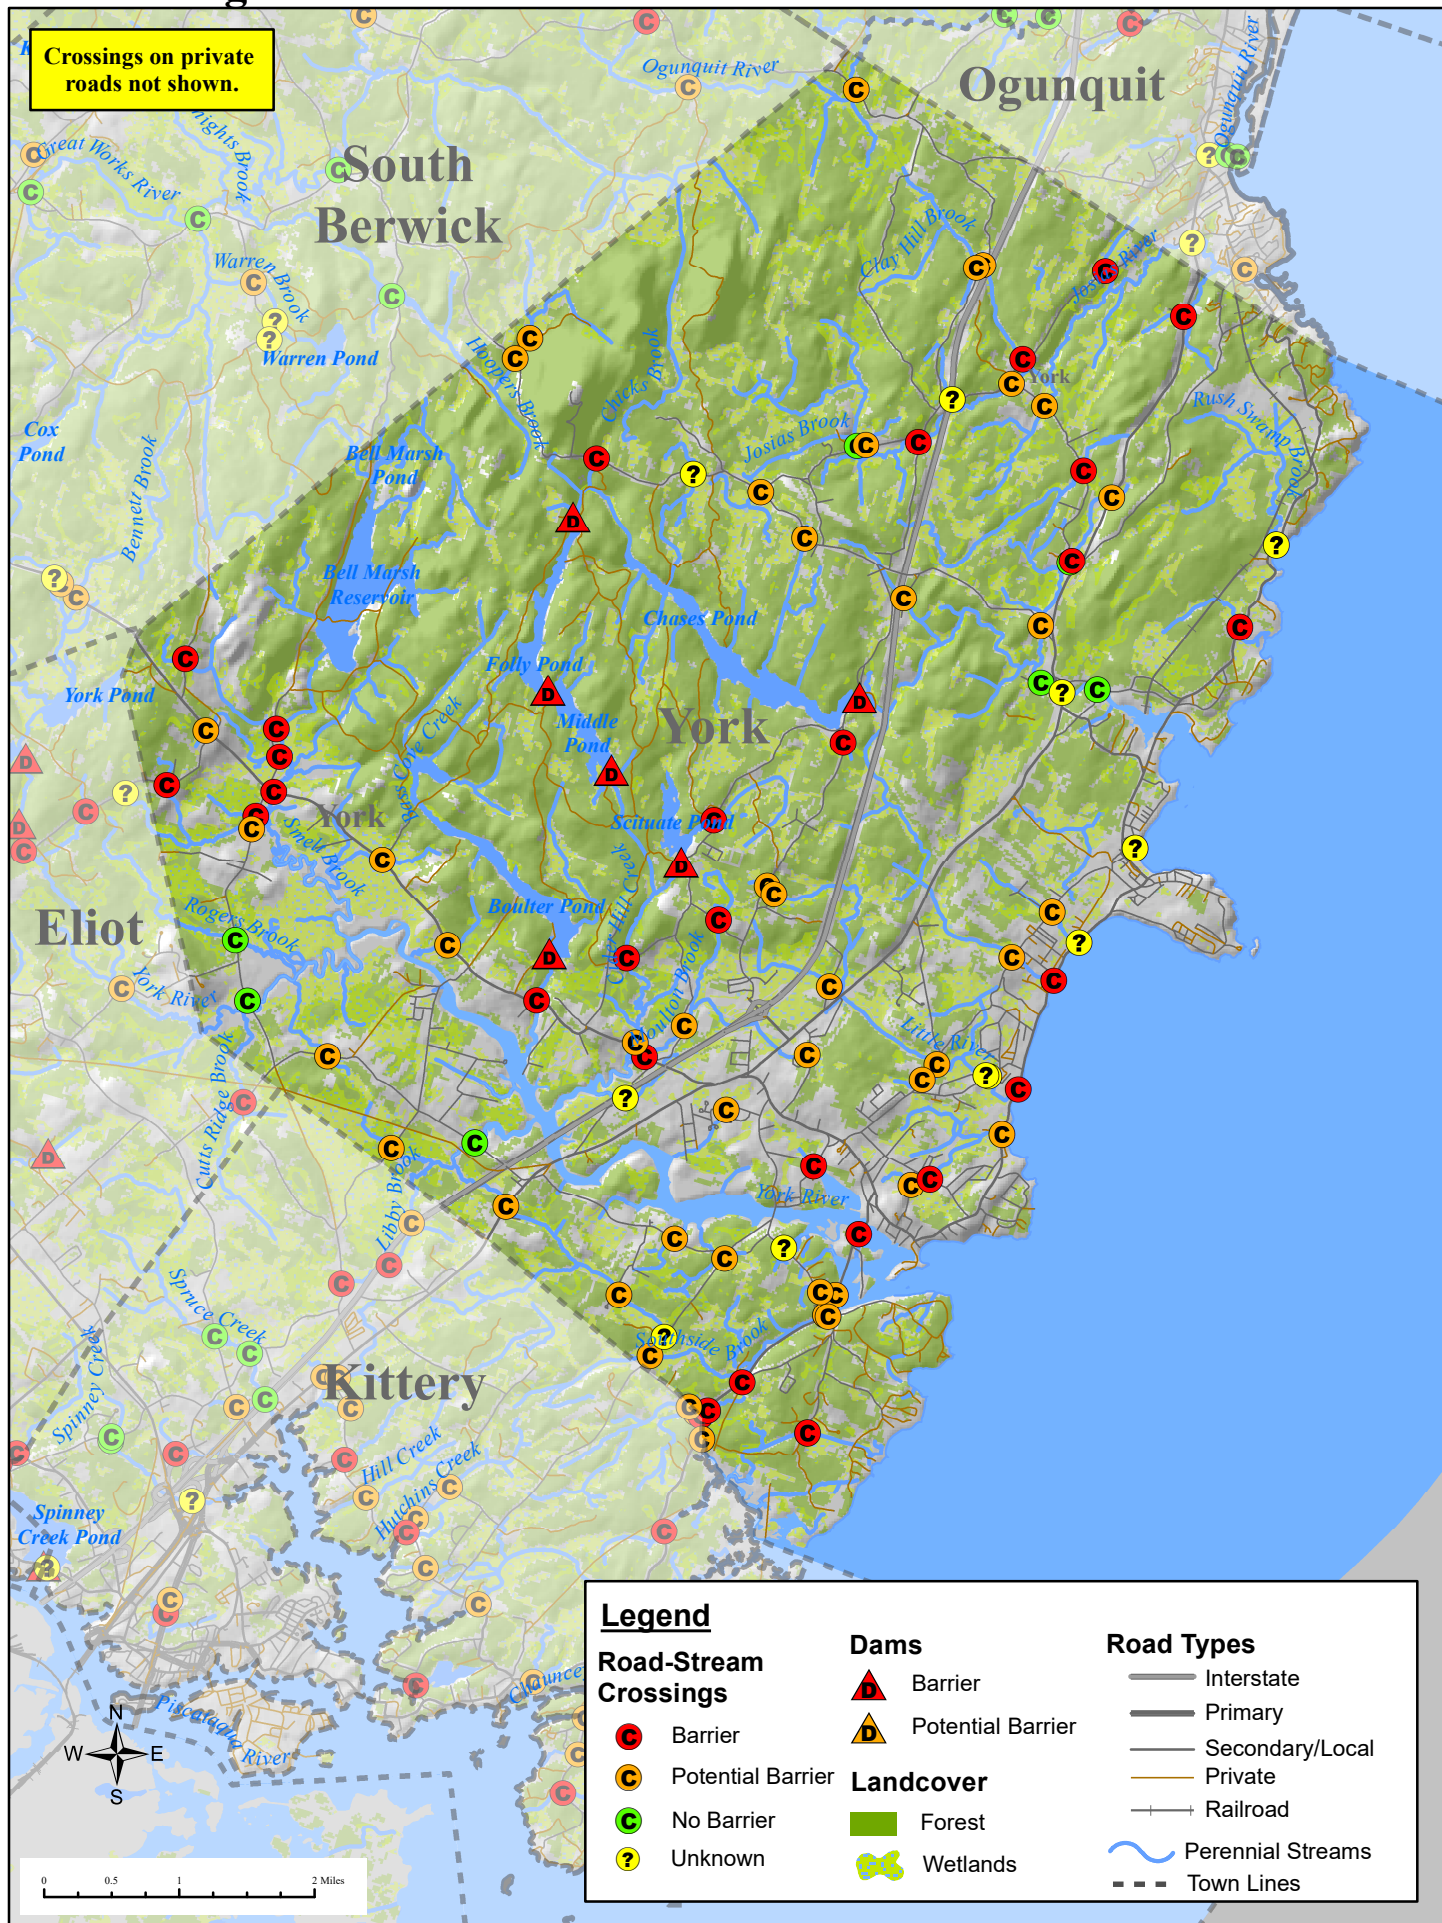 g
Crossings on private
roads not shown.
Ogunquit River
Ogunquit
Ogunquit River
nights Brook
Great Works River
South
Berwick
Warren Brook
Warren Pond
Clay Hill Brook
Josias River
York
Rush Swamp Brook
Hoopers Brook
Chicks Brook
Josias Brook
Cox
Pond
Bennett Brook
Bell Marsh
Pond
Bell Marsh
Reservoir
Chases Pond
Folly Pond
York Pond
Middle
Pond
York
Bass Cove Creek
Scituate Pond
York
Smelt Brook
Cider Hill Creek
Boulter Pond
Eliot
Rogers Brook
York River
Moulton Brook
Little River
Cutts Ridge Brook
Libby Brook
York River
Spruce Creek
Southside Brook
Spinney Creek
Kittery
Hill Creek
Hutchins Creek
Spinney
Creek Pond
Chaunce
Piscataqua River
N
W E
S
0 0.5 1 2 Miles
Legend
Road-Stream
Crossings
C Barrier
C Potential Barrier
C No Barrier
? Unknown
Dams
D Barrier
D Potential Barrier
Landcover
Forest
Wetlands
Road Types
Interstate
Primary
Secondary/Local
Private
Railroad
Perennial Streams
Town Lines